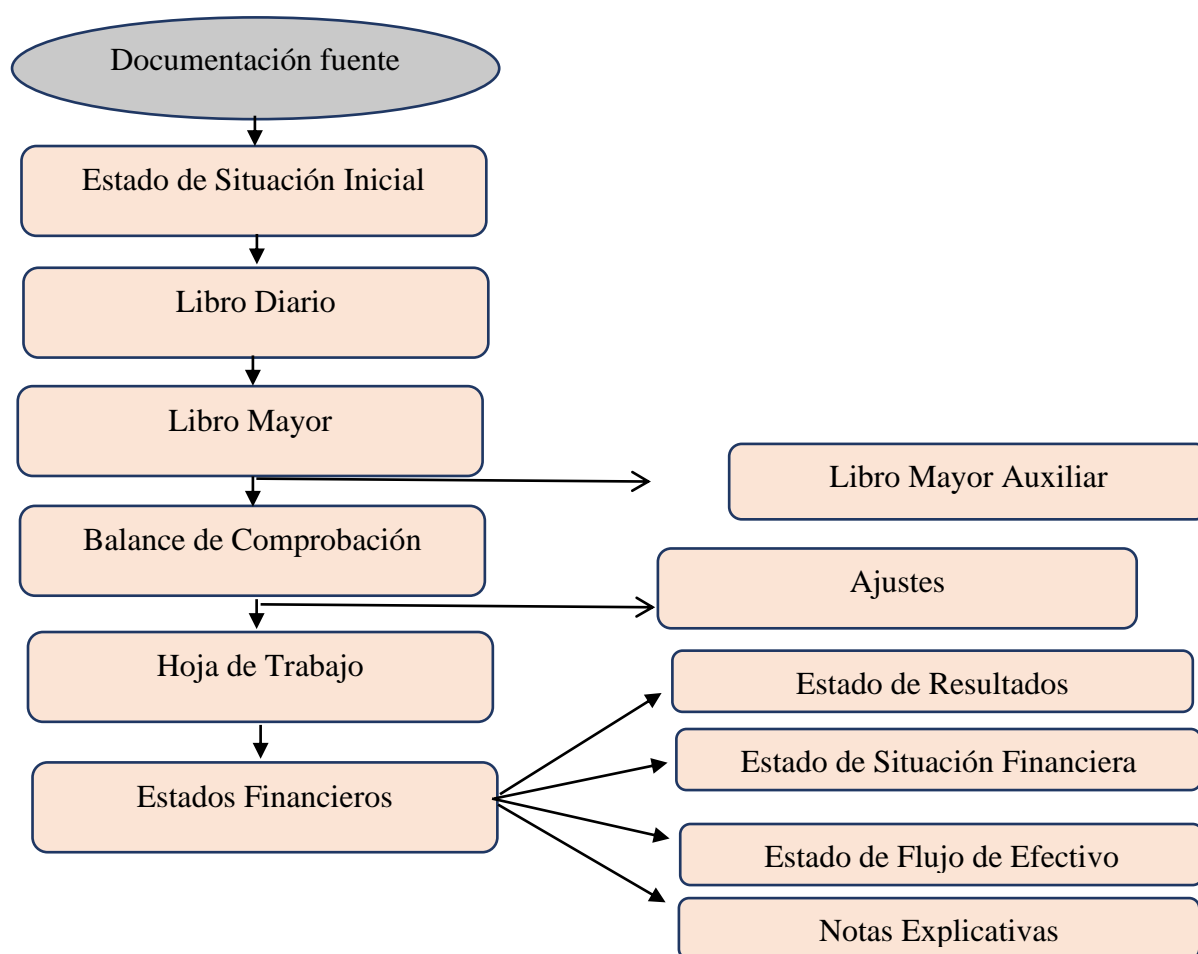 Documentación fuente
Estado de Situación Inicial
Libro Diario
Libro Mayor
Libro Mayor Auxiliar
Balance de Comprobación
Ajustes
Hoja de Trabajo
Estado de Resultados
Estado de Situación Financiera
Estados Financieros
Estado de Flujo de Efectivo
Notas Explicativas